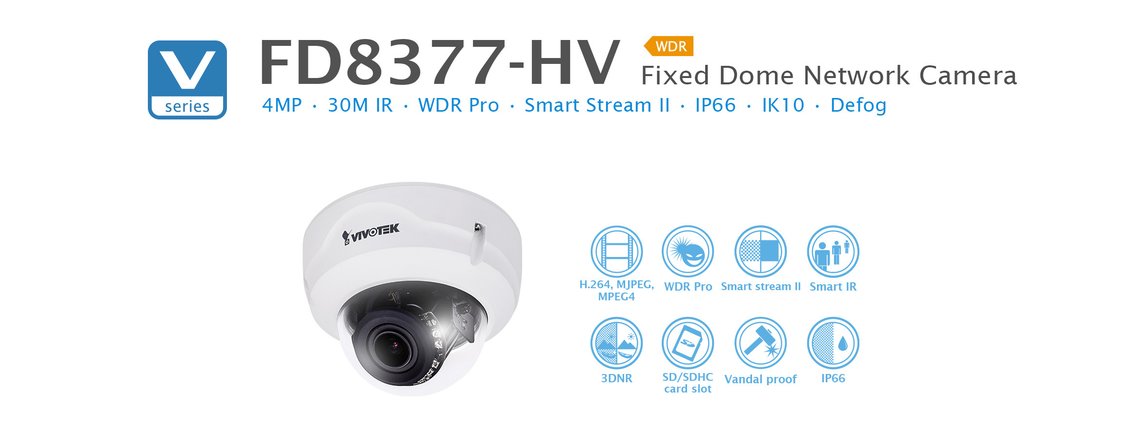 V
series
FD8377-HV
WDR
Fixed Dome Network Camera
4MP · 30M IR · WDR Pro · Smart Stream II · IP66 · IK10 · Defog
VIVOTEK
H.264, MJPEG,
MPEG4
WDR Pro
Smart stream II
Smart IR
3DNR
SD/SDHC
card slot
Vandal proof
IP66